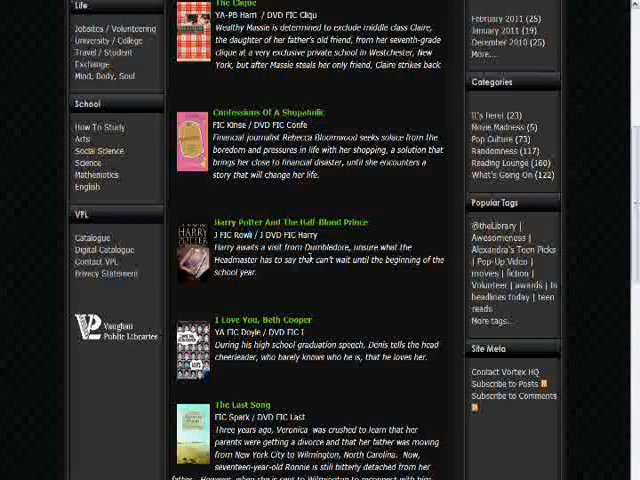 Life
Jobsites / Volunteering
University / College
Travel / Student
Exchange
Mind, Body, Soul
School
How To Study
Arts
Social Science
Science
Mathematics
English
VPL
Catalogue
Digital Catalogue
Contact VPL
Privacy Statement
Vaughan
Public Libraries
The Clique
YA-PB Harri / DVD FIC Cliqu
Wealthy Massie is determined to exclude middle class Claire,
the daughter of her father's old friend, from her seventh-grade
clique at a very exclusive private school in Westchester, New
York, but after Massie steals her only friend, Claire strikes back
Confessions Of A Shopaholic
FIC Kinse / DVD FIC Confe
Financial journalist Rebecca Bloomwood seeks solace from the
boredom and pressures in life with her shopping, a solution that
brings her close to financial disaster, until she encounters a
story that will change her life.
HARRY
POTTER
Harry Potter And The Half-Blood Prince
J FIC Rowli / J DVD FIC Harry
Harry awaits a visit from Dumbledore, unsure what the
Headmaster has to say that can't wait until the beginning of the
school year.
I Love You, Beth Cooper
YA FIC Doyle / DVD FIC I
During his high school graduation speech, Denis tells the head
cheerleader, who barely knows who he is, that he loves her.
The Last Song
FIC Spark / DVD FIC Last
Three years ago, Veronica was crushed to learn that her
parents were getting a divorce and that her father was moving
from New York City to Wilmington, North Carolina. Now,
seventeen-year-old Ronnie is still bitterly detached from her
father. However, when she is sent to Wilmington to reconnect with him,
February 2011 (25)
January 2011 (19)
December 2010 (25)
More...
Categories
It's here! (23)
Movie Madness (5)
Pop Culture (73)
Randomness (117)
Reading Lounge (160)
What's Going On (122)
Popular Tags
@theLibrary |
Awesomeness |
Alexandra's Teen Picks
| Pop-Up Video |
movies | fiction |
Volunteer | awards | in
headlines today | teen
reads
More tags...
Site Meta
Contact Vortex HQ
Subscribe to Posts
Subscribe to Comments